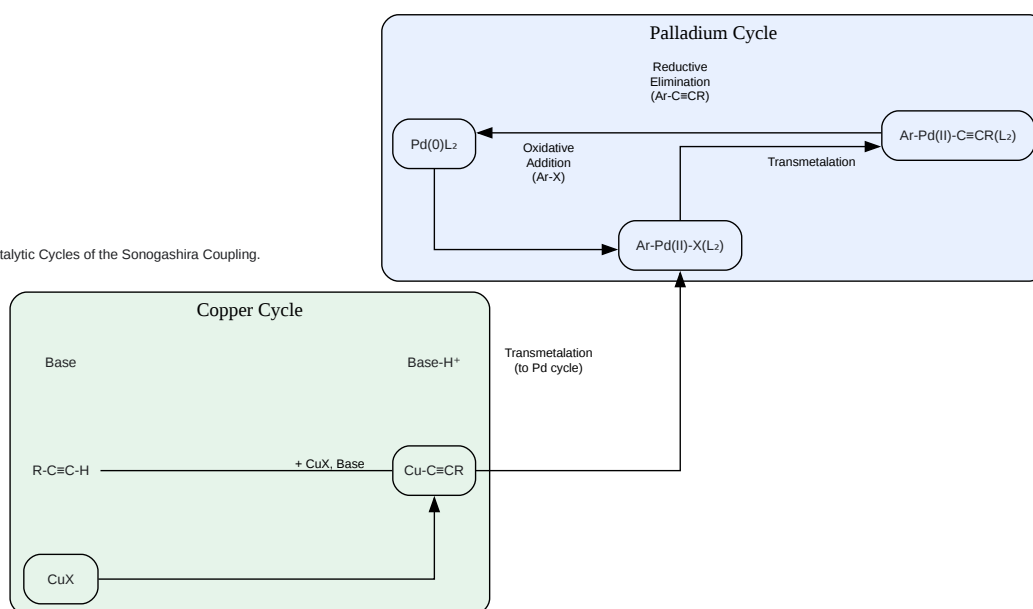 Palladium Cycle
Reductive
Elimination
(Ar-C≡CR)
Ar-Pd(II)-C≡CR(L₂)
Pd(0)L₂
Oxidative
Addition
(Ar-X)
Transmetalation
Ar-Pd(II)-X(L₂)
talytic Cycles of the Sonogashira Coupling.
Copper Cycle
Base
Base-H⁺
Transmetalation
(to Pd cycle)
R-C≡C-H
+ CuX, Base
Cu-C≡CR
CuX